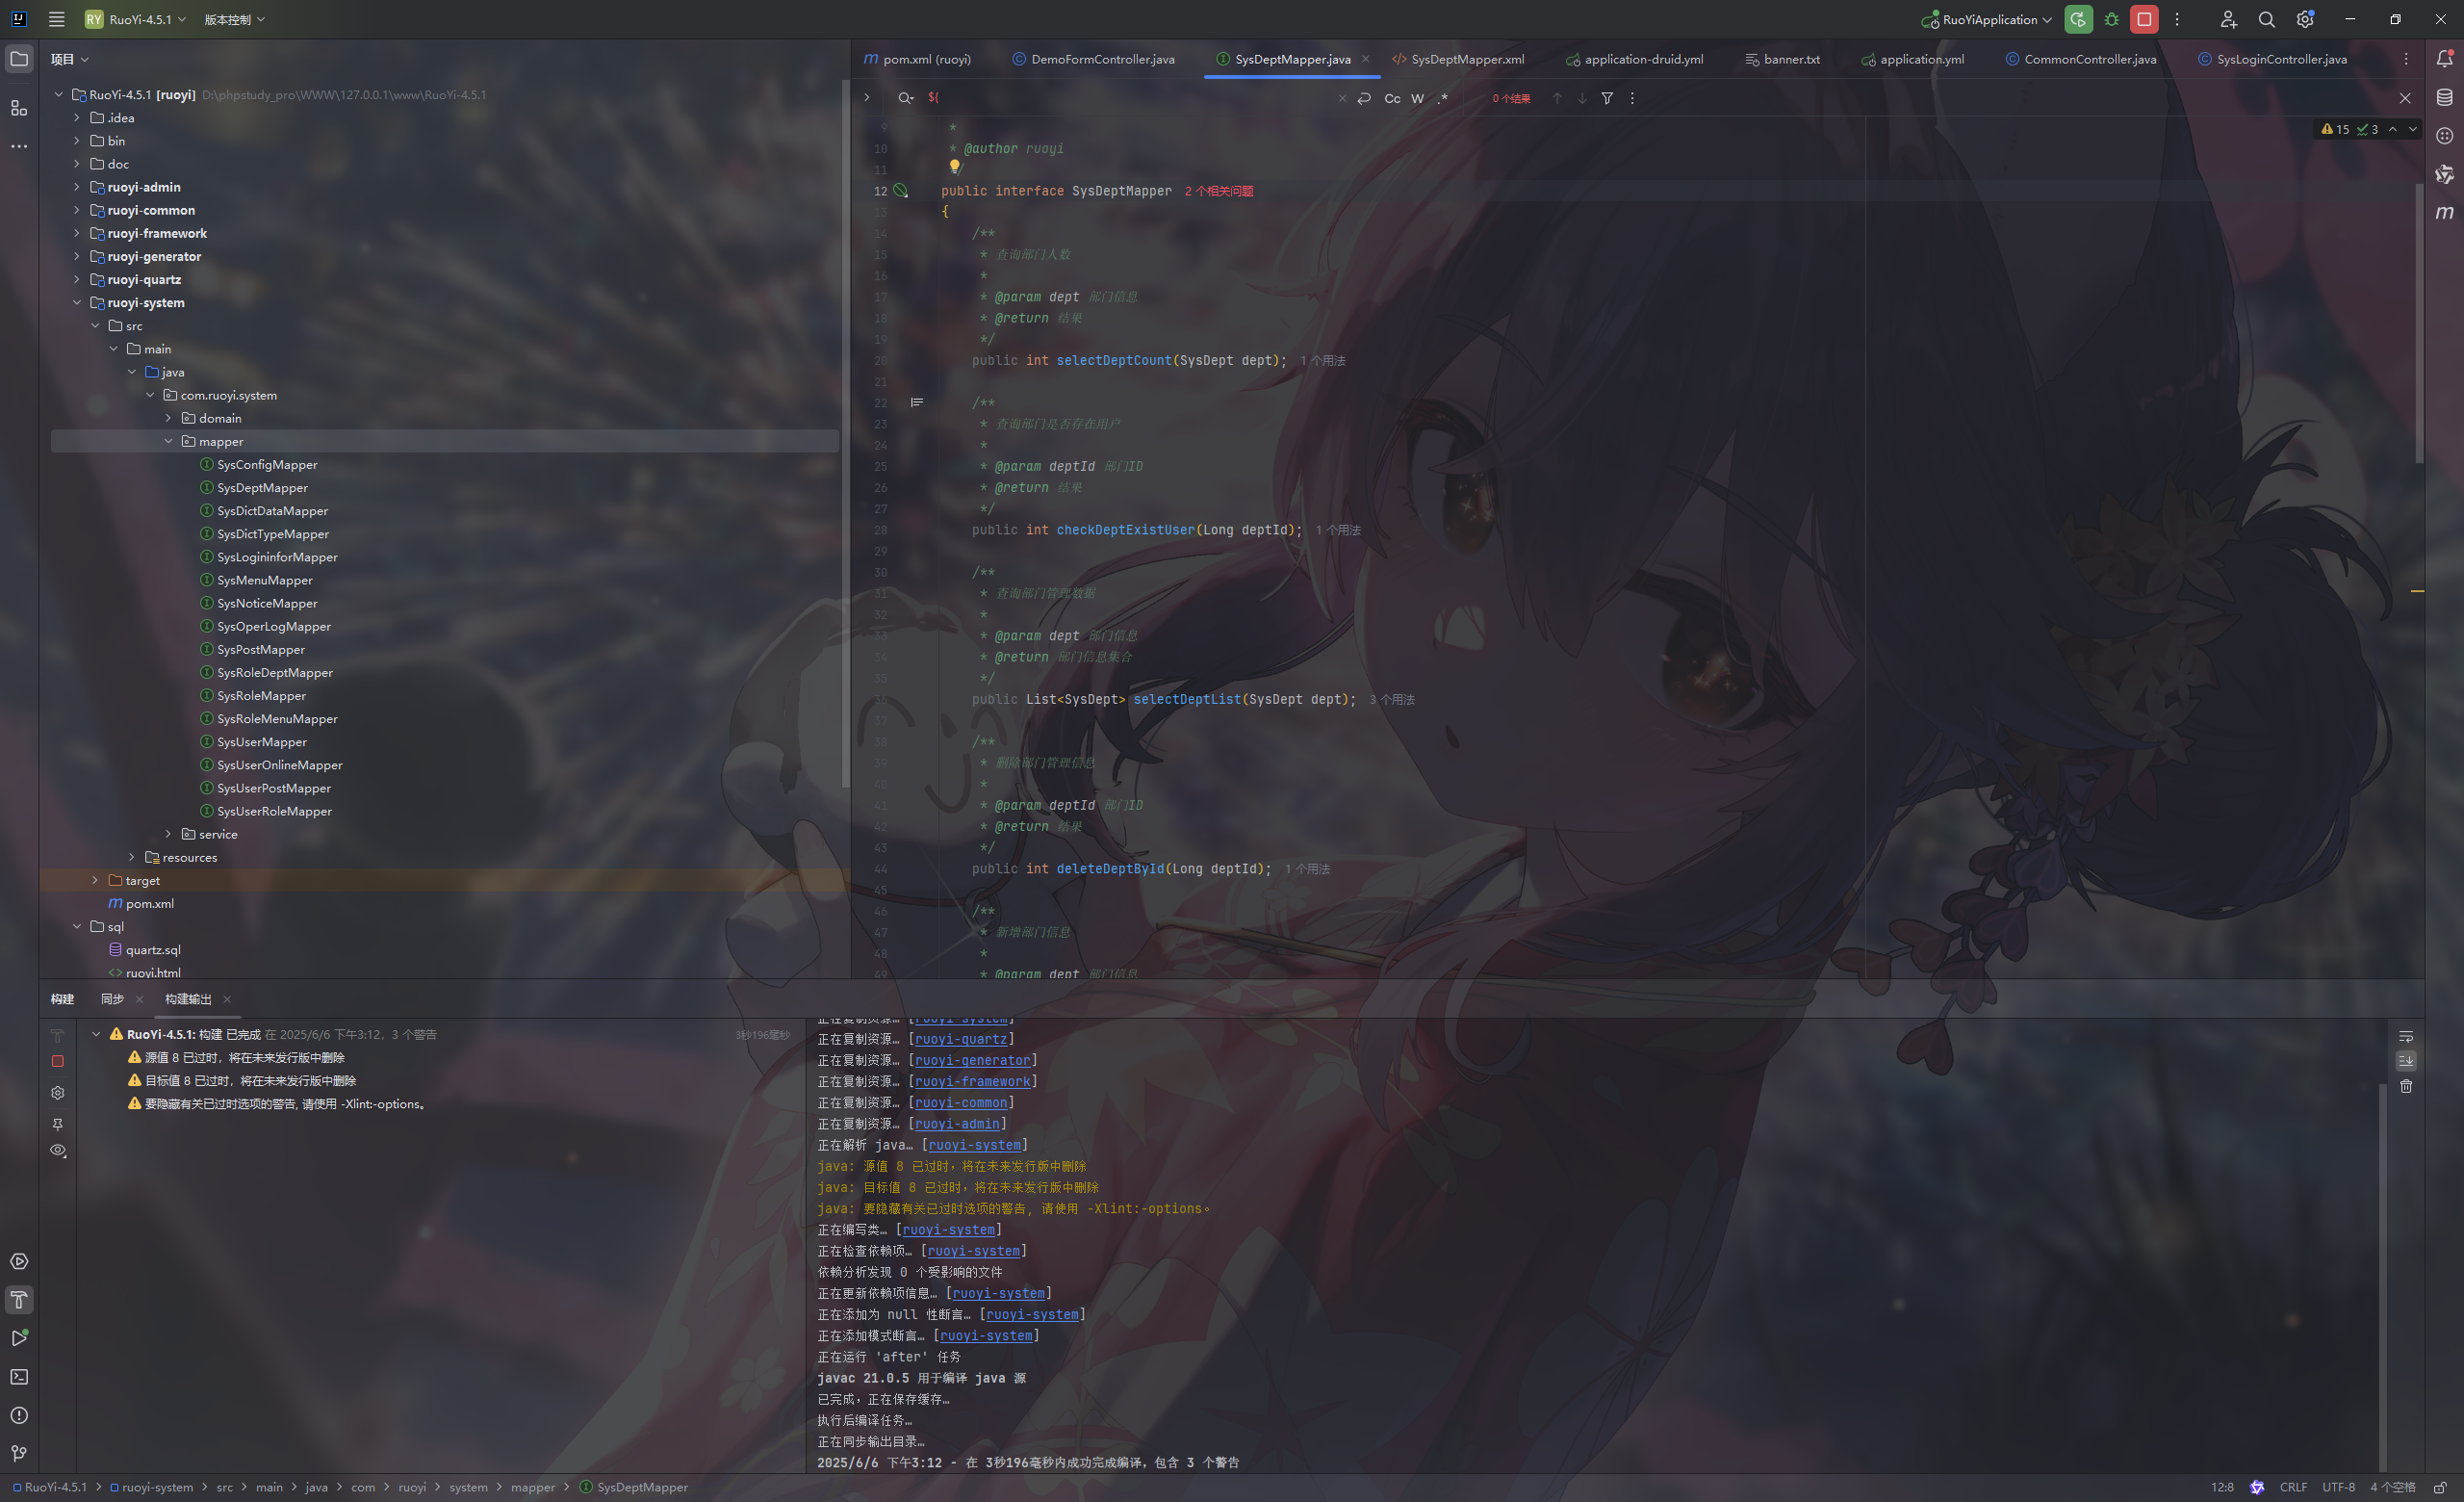 RY RuoYi-4.5.1 版本控制 RuoYiApplication
项目
RuoYi-4.5.1 [ruoyi] D:\phpstudy_pro\WWW\127.0.0.1\www\RuoYi-4.5.1
.idea
bin
doc
ruoyi-admin
ruoyi-common
ruoyi-framework
ruoyi-generator
ruoyi-quartz
ruoyi-system
src
main
java
com.ruoyi.system
domain
mapper
SysConfigMapper
SysDeptMapper
SysDictDataMapper
SysDictTypeMapper
SysLogininforMapper
SysMenuMapper
SysNoticeMapper
SysOperLogMapper
SysPostMapper
SysRoleDeptMapper
SysRoleMapper
SysRoleMenuMapper
SysUserMapper
SysUserOnlineMapper
SysUserPostMapper
SysUserRoleMapper
service
resources
target
pom.xml
sql
quartz.sql
ruoyi.html
pom.xml (ruoyi) DemoFormController.java SysDeptMapper.java SysDeptMapper.xml application-druid.yml banner.txt application.yml CommonController.java SysLoginController.java
${ Cc W .* 0 个结果
15 3
9 *
10 * @author ruoyi
11 */
12 public interface SysDeptMapper 2 个相关问题
13 {
14 /**
15 * 查询部门人数
16 *
17 * @param dept 部门信息
18 * @return 结果
19 */
20 public int selectDeptCount(SysDept dept); 1 个用法
21
22 /**
23 * 查询部门是否存在用户
24 *
25 * @param deptId 部门ID
26 * @return 结果
27 */
28 public int checkDeptExistUser(Long deptId); 1 个用法
29
30 /**
31 * 查询部门管理数据
32 *
33 * @param dept 部门信息
34 * @return 部门信息集合
35 */
36 public List<SysDept> selectDeptList(SysDept dept); 3 个用法
37
38 /**
39 * 删除部门管理信息
40 *
41 * @param deptId 部门ID
42 * @return 结果
43 */
44 public int deleteDeptById(Long deptId); 1 个用法
45
46 /**
47 * 新增部门信息
48 *
49 * @param dept 部门信息
构建 同步 构建输出
RuoYi-4.5.1: 构建 已完成 在 2025/6/6 下午3:12，3 个警告 3秒196毫秒
源值 8 已过时，将在未来发行版中删除
目标值 8 已过时，将在未来发行版中删除
要隐藏有关已过时选项的警告, 请使用 -Xlint:-options。
正在复制资源… [ruoyi-system]
正在复制资源… [ruoyi-quartz]
正在复制资源… [ruoyi-generator]
正在复制资源… [ruoyi-framework]
正在复制资源… [ruoyi-common]
正在复制资源… [ruoyi-admin]
正在解析 java… [ruoyi-system]
java: 源值 8 已过时，将在未来发行版中删除
java: 目标值 8 已过时，将在未来发行版中删除
java: 要隐藏有关已过时选项的警告, 请使用 -Xlint:-options。
正在编写类… [ruoyi-system]
正在检查依赖项… [ruoyi-system]
依赖分析发现 0 个受影响的文件
正在更新依赖项信息… [ruoyi-system]
正在添加为 null 性断言… [ruoyi-system]
正在添加模式断言… [ruoyi-system]
正在运行 'after' 任务
javac 21.0.5 用于编译 java 源
已完成，正在保存缓存…
执行后编译任务…
正在同步输出目录…
2025/6/6 下午3:12 - 在 3秒196毫秒内成功完成编译，包含 3 个警告
RuoYi-4.5.1 > ruoyi-system > src > main > java > com > ruoyi > system > mapper > SysDeptMapper 12:8 CRLF UTF-8 4 个空格